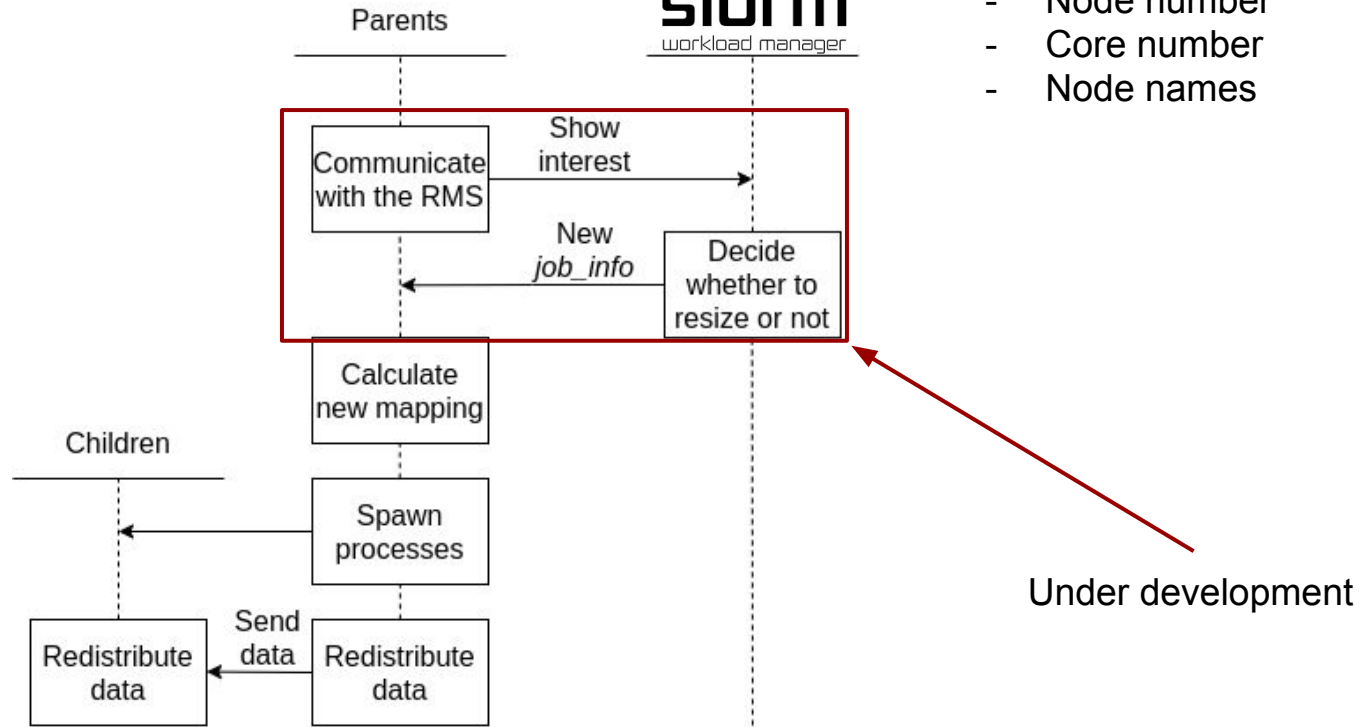 Parents
workload manager
- Node number
- Core number
- Node names
Show
interest
Communicate
with the RMS
New
job_info
Decide
whether to
resize or not
Calculate
new mapping
Children
Spawn
processes
Under development
Send
data
Redistribute
data
Redistribute
data